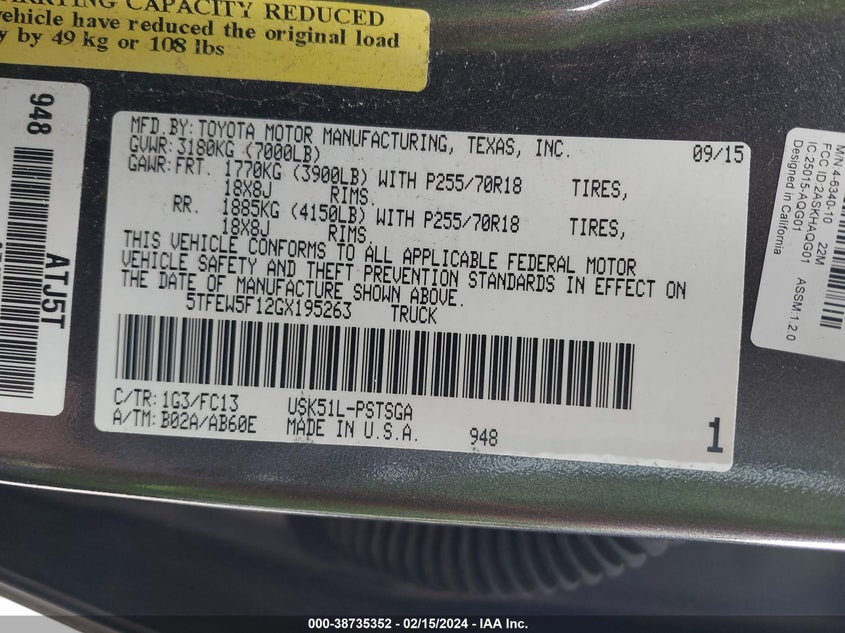 ARRYING CAPACITY REDUCED
vehicle have reduced the original load
y by 49 kg or 108 lbs
948
ATJ5T
MFD.BY: TOYOTA MOTOR MANUFACTURING, TEXAS, INC. 09/15
GVWR: 3180KG (7000LB)
GAWR: FRT. 1770KG (3900LB) WITH P255/70R18 TIRES,
18X8J RIMS.
RR. 1885KG (4150LB) WITH P255/70R18 TIRES,
18X8J RIMS.
THIS VEHICLE CONFORMS TO ALL APPLICABLE FEDERAL MOTOR
VEHICLE SAFETY AND THEFT PREVENTION STANDARDS IN EFFECT ON
THE DATE OF MANUFACTURE SHOWN ABOVE.
5TFEW5F12GX195263 TRUCK
C/TR: 1G3/FC13 USK51L-PSTSGA
A/TM: B02A/AB60E MADE IN U.S.A. 948 1
M/N 4-6340-10 22M
FCC ID:2ASKHAQG01
IC:25015-AQG01 ASSM:1.2.0
Designed in California
000-38735352 - 02/15/2024 - IAA Inc.